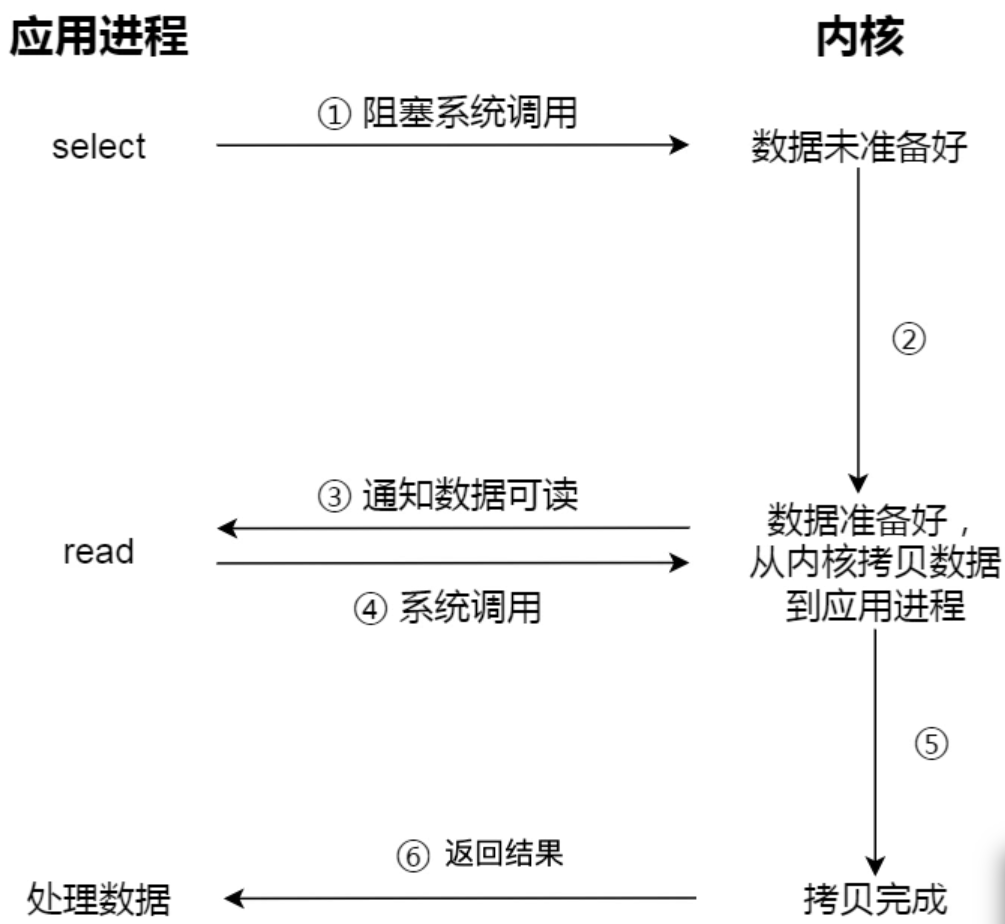 应用进程
内核
① 阻塞系统调用
select
数据未准备好
②
③ 通知数据可读
read
数据准备好，
从内核拷贝数据
到应用进程
④ 系统调用
⑤
⑥ 返回结果
处理数据
拷贝完成